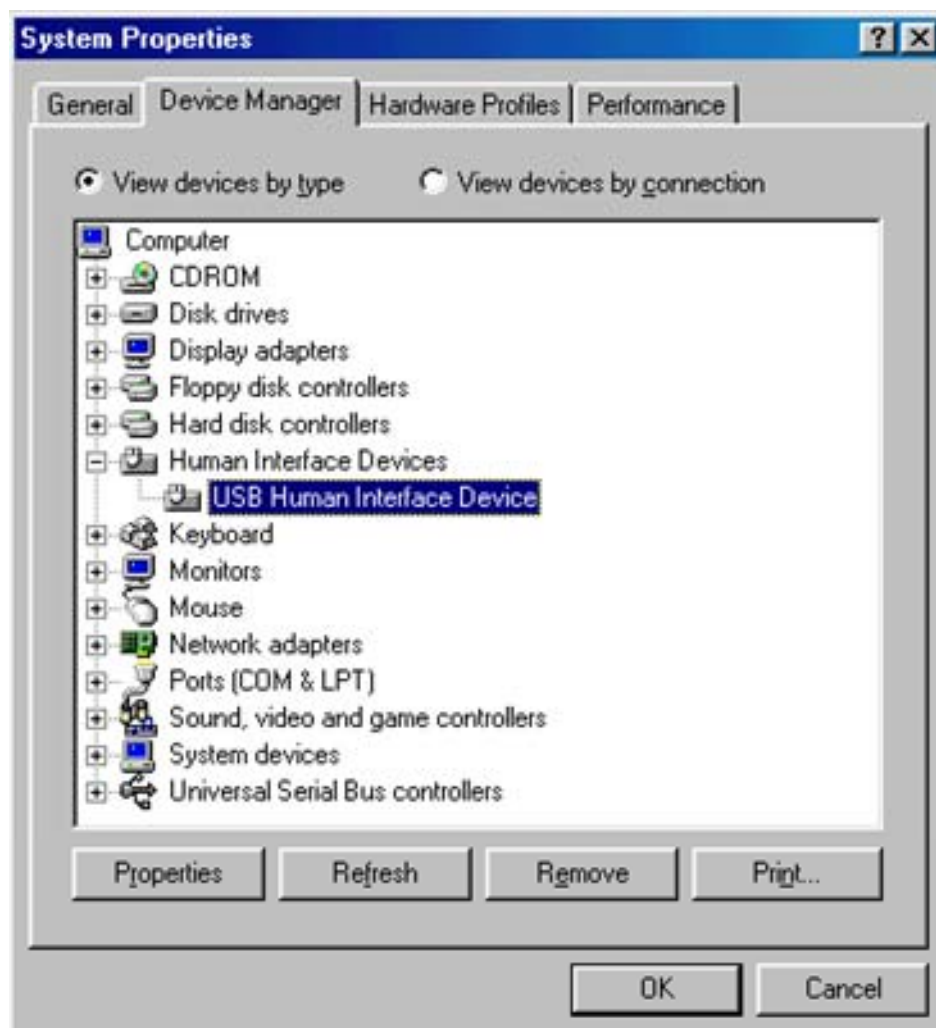 System Properties
General Device Manager Hardware Profiles Performance
View devices by type View devices by connection
Computer
CDROM
Disk drives
Display adapters
Floppy disk controllers
Hard disk controllers
Human Interface Devices
USB Human Interface Device
Keyboard
Monitors
Mouse
Network adapters
Ports (COM & LPT)
Sound, video and game controllers
System devices
Universal Serial Bus controllers
Properties Refresh Remove Print...
OK Cancel